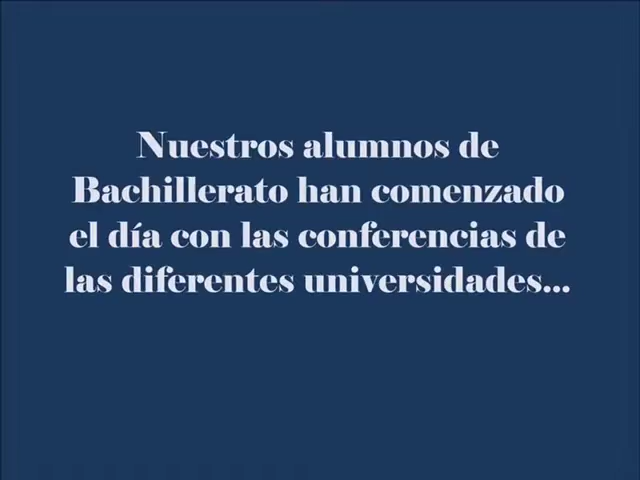 Nuestros alumnos de
Bachillerato han comenzado
el día con las conferencias de
las diferentes universidades...